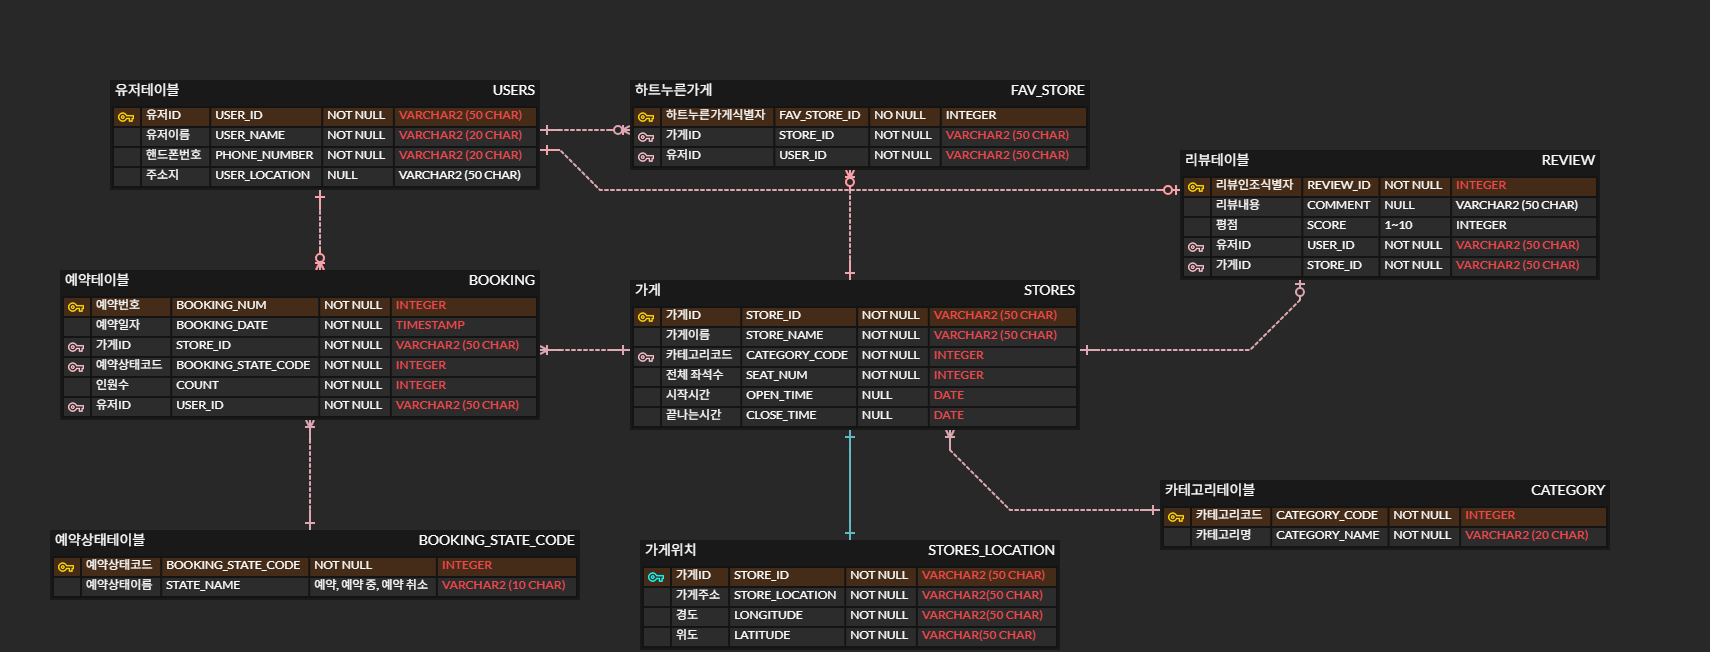 유저테이블 USERS
유저ID USER_ID NOT NULL VARCHAR2 (50 CHAR)
유저이름 USER_NAME NOT NULL VARCHAR2 (20 CHAR)
핸드폰번호 PHONE_NUMBER NOT NULL VARCHAR2 (20 CHAR)
주소지 USER_LOCATION NULL VARCHAR2 (50 CHAR)
하트누른가게 FAV_STORE
하트누른가게식별자 FAV_STORE_ID NO NULL INTEGER
가게ID STORE_ID NOT NULL VARCHAR2 (50 CHAR)
유저ID USER_ID NOT NULL VARCHAR2 (50 CHAR)
리뷰테이블 REVIEW
리뷰인조식별자 REVIEW_ID NOT NULL INTEGER
리뷰내용 COMMENT NULL VARCHAR2 (50 CHAR)
평점 SCORE 1~10 INTEGER
유저ID USER_ID NOT NULL VARCHAR2 (50 CHAR)
가게ID STORE_ID NOT NULL VARCHAR2 (50 CHAR)
예약테이블 BOOKING
예약번호 BOOKING_NUM NOT NULL INTEGER
예약일자 BOOKING_DATE NOT NULL TIMESTAMP
가게ID STORE_ID NOT NULL VARCHAR2 (50 CHAR)
예약상태코드 BOOKING_STATE_CODE NOT NULL INTEGER
인원수 COUNT NOT NULL INTEGER
유저ID USER_ID NOT NULL VARCHAR2 (50 CHAR)
가게 STORES
가게ID STORE_ID NOT NULL VARCHAR2 (50 CHAR)
가게이름 STORE_NAME NOT NULL VARCHAR2 (50 CHAR)
카테고리코드 CATEGORY_CODE NOT NULL INTEGER
전체 좌석수 SEAT_NUM NOT NULL INTEGER
시작시간 OPEN_TIME NULL DATE
끝나는시간 CLOSE_TIME NULL DATE
카테고리테이블 CATEGORY
카테고리코드 CATEGORY_CODE NOT NULL INTEGER
카테고리명 CATEGORY_NAME NOT NULL VARCHAR2 (20 CHAR)
예약상태테이블 BOOKING_STATE_CODE
예약상태코드 BOOKING_STATE_CODE NOT NULL INTEGER
예약상태이름 STATE_NAME 예약, 예약 중, 예약 취소 VARCHAR2 (10 CHAR)
가게위치 STORES_LOCATION
가게ID STORE_ID NOT NULL VARCHAR2 (50 CHAR)
가게주소 STORE_LOCATION NOT NULL VARCHAR2(50 CHAR)
경도 LONGITUDE NOT NULL VARCHAR2(50 CHAR)
위도 LATITUDE NOT NULL VARCHAR(50 CHAR)